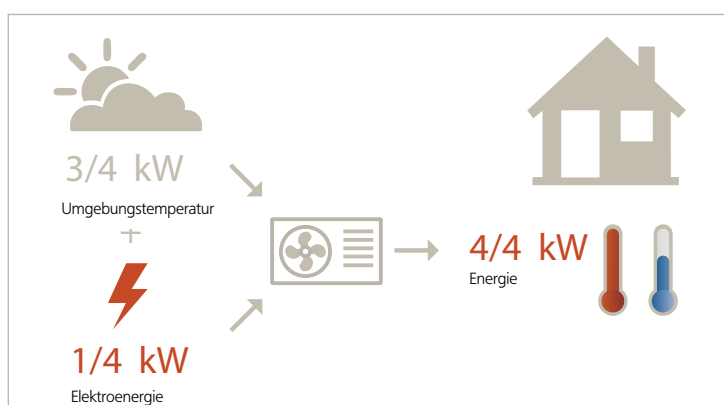 3/4 kW
Umgebungstemperatur
+
1/4 kW
Elektroenergie
4/4 kW
Energie